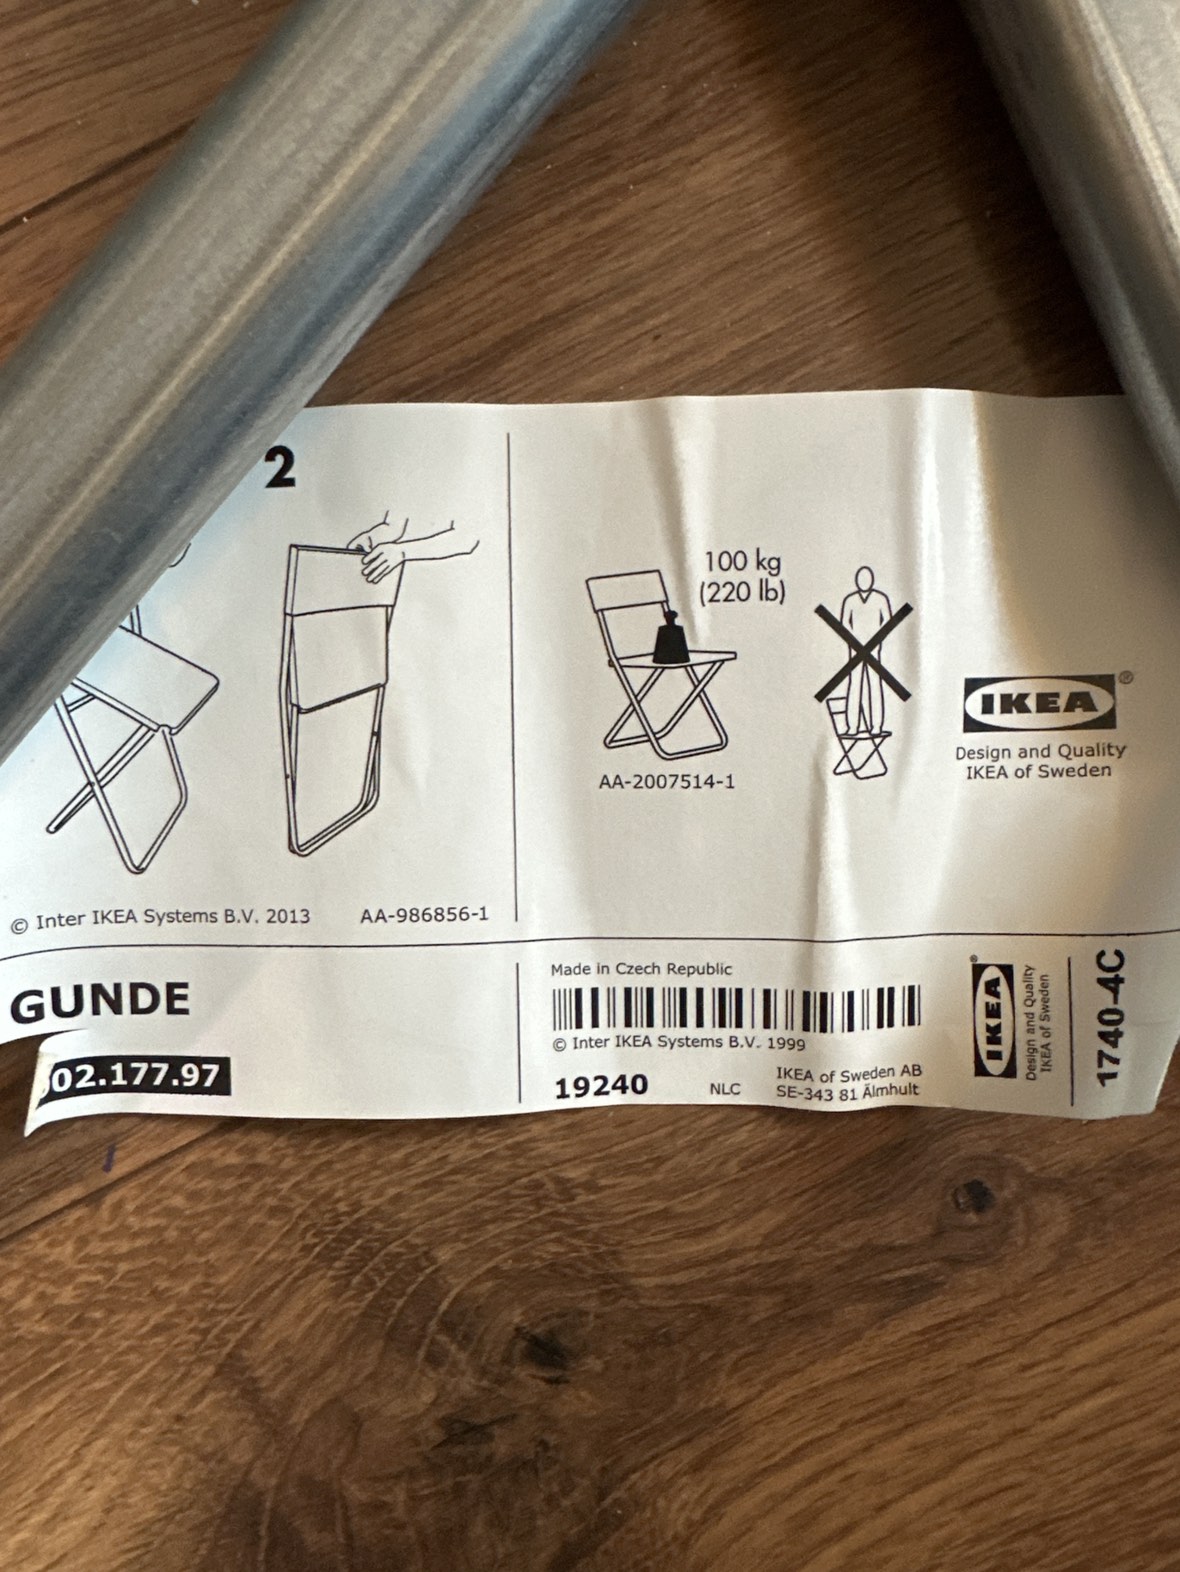 2
100 kg
(220 lb)
AA-2007514-1
IKEA®
Design and Quality
IKEA of Sweden
© Inter IKEA Systems B.V. 2013 AA-986856-1
GUNDE
02.177.97
Made in Czech Republic
© Inter IKEA Systems B.V. 1999
19240 NLC
IKEA of Sweden AB
SE-343 81 Älmhult
IKEA®
Design and Quality
IKEA of Sweden
1740-4C